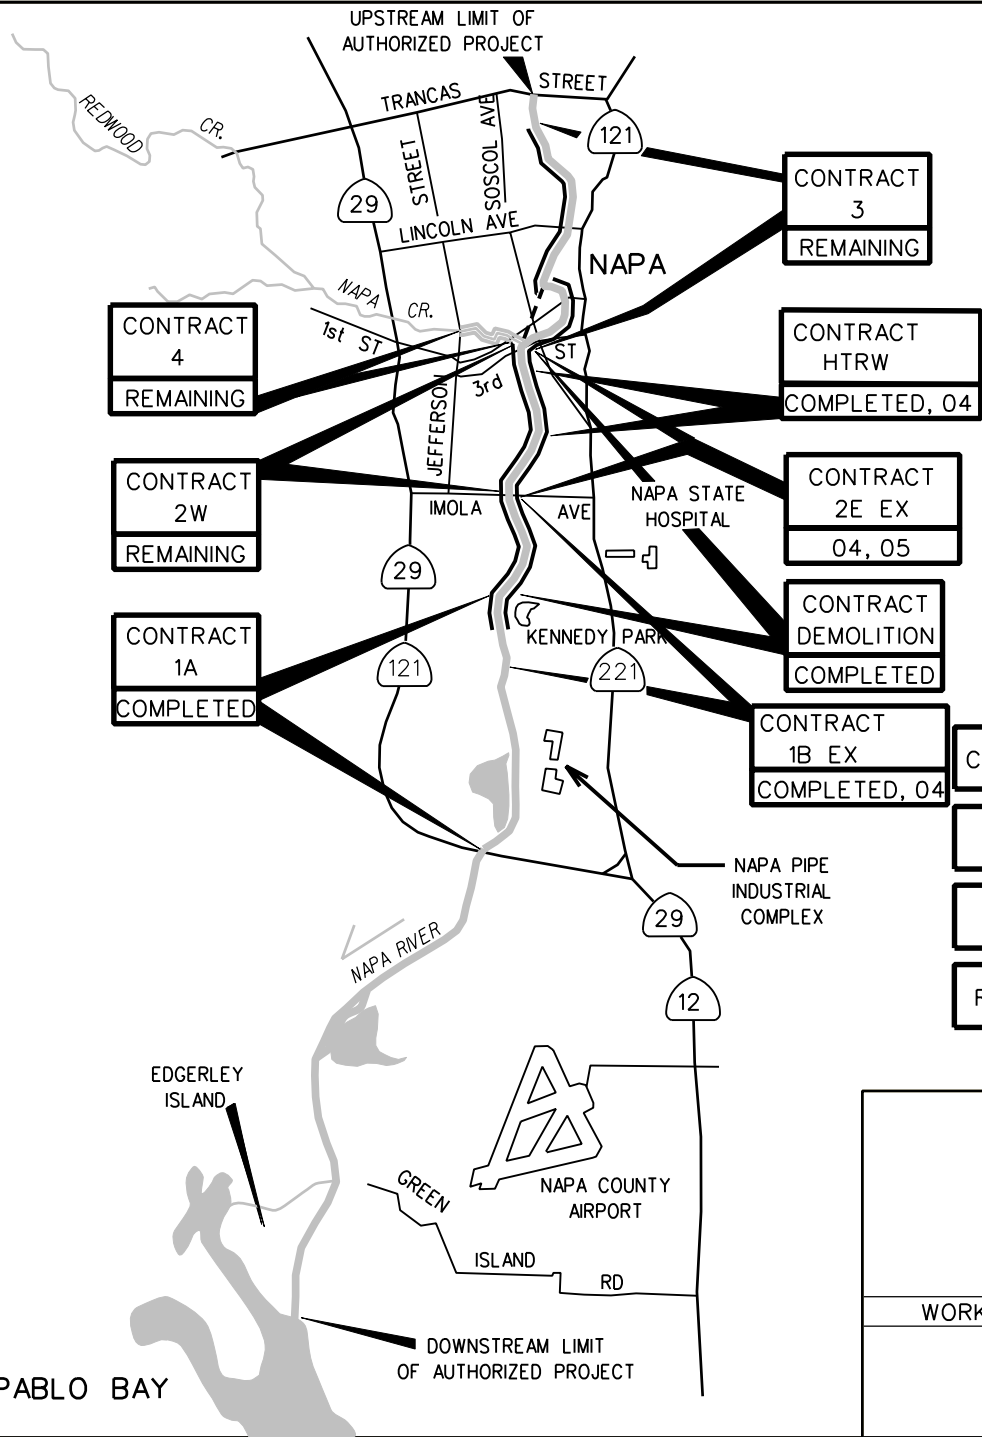 UPSTREAM LIMIT OF
AUTHORIZED PROJECT
STREET
TRANCAS
REDWOOD
CR.
121
STREET
SOSCOL AVE
CONTRACT
3
REMAINING
29
LINCOLN AVE
NAPA
NAPA
CR.
1st ST
ST
3rd
JEFFERSON
CONTRACT
4
REMAINING
CONTRACT
HTRW
COMPLETED, 04
CONTRACT
2W
REMAINING
CONTRACT
2E EX
04, 05
IMOLA
AVE
NAPA STATE
HOSPITAL
29
CONTRACT
DEMOLITION
COMPLETED
CONTRACT
1A
COMPLETED
KENNEDY PARK
121
221
CONTRACT
1B EX
COMPLETED, 04
C
NAPA PIPE
INDUSTRIAL
COMPLEX
29
NAPA RIVER
12
EDGERLEY
ISLAND
NAPA COUNTY
AIRPORT
GREEN
ISLAND
RD
WORK
DOWNSTREAM LIMIT
OF AUTHORIZED PROJECT
PABLO BAY